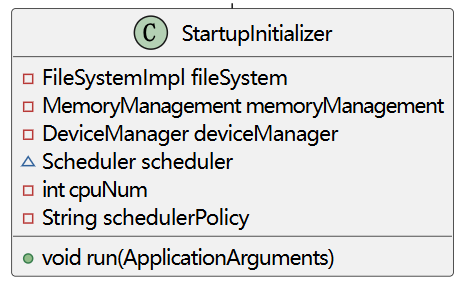 C StartupInitializer
FileSystemImpl fileSystem
MemoryManagement memoryManagement
DeviceManager deviceManager
Scheduler scheduler
int cpuNum
String schedulerPolicy
void run(ApplicationArguments)